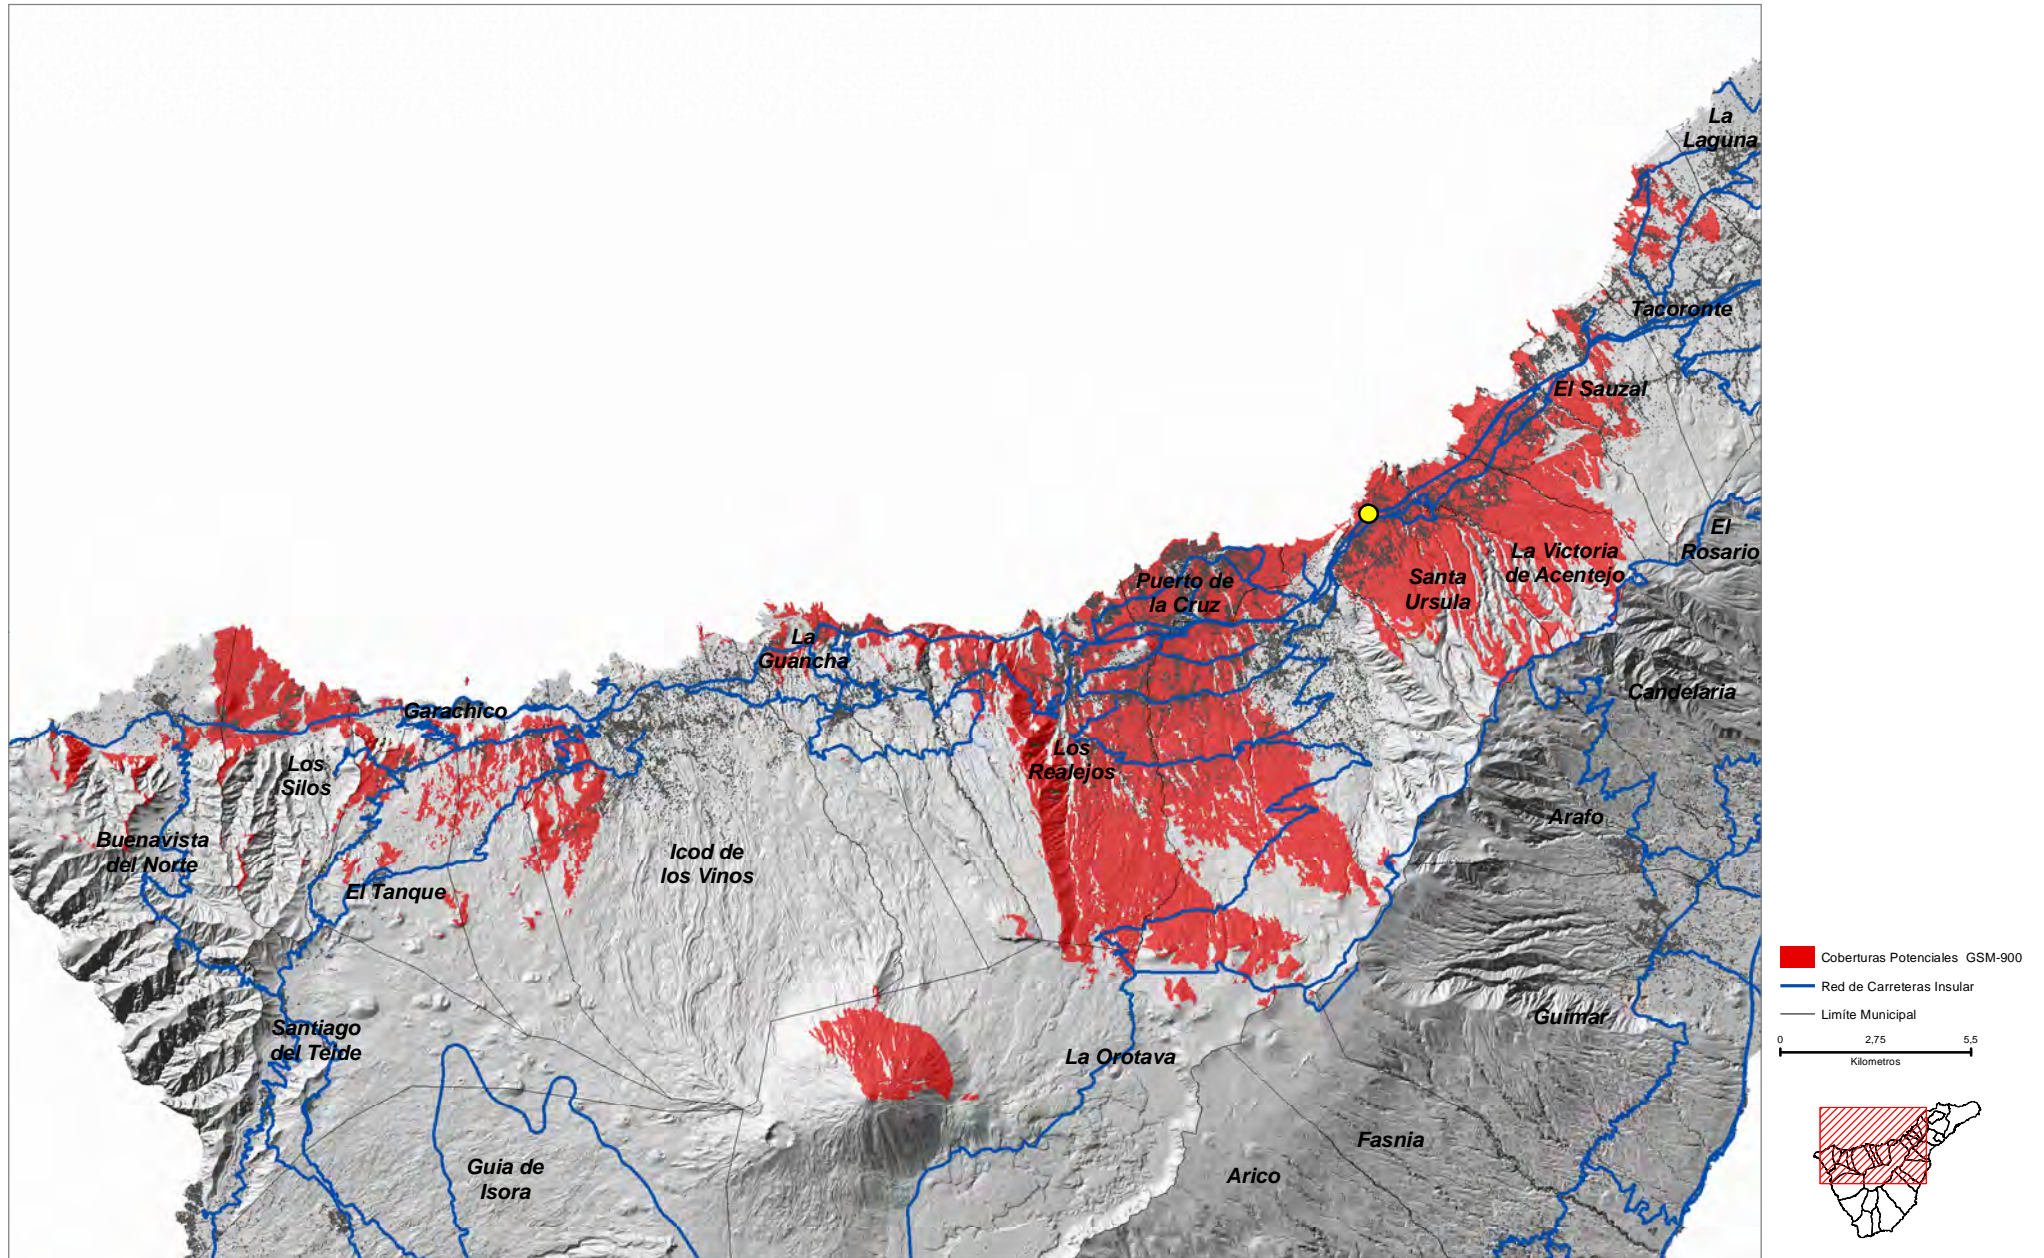 La
Laguna
Tacoronte
El Sauzal
El
Rosario
La Victoria
de Acentejo
Santa
Ursula
Puerto de
la Cruz
La
Guancha
Candelaria
Garachico
Los
Silos
Los
Realejos
Buenavista
del Norte
Arafo
Icod de
los Vinos
El Tanque
Santiago
del Teide
Guimar
La Orotava
Fasnia
Guia de
Isora
Arico
Coberturas Potenciales GSM-900
Red de Carreteras Insular
Limíte Municipal
0 2,75 5,5
Kilometros